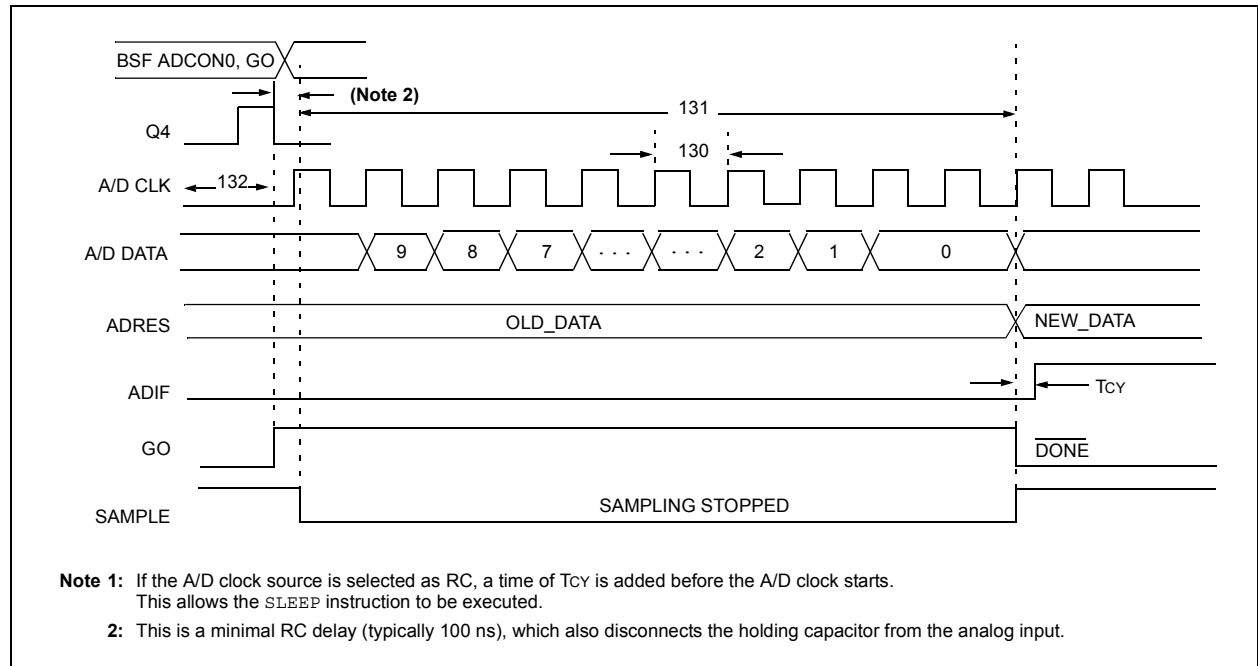 BSF ADCON0, GO
(Note 2)
131
Q4
130
A/D CLK
132
A/D DATA
9 8 7 . . . . . . 2 1 0
ADRES
OLD_DATA
NEW_DATA
ADIF
TCY
GO
DONE
SAMPLE
SAMPLING STOPPED
Note 1: If the A/D clock source is selected as RC, a time of TCY is added before the A/D clock starts.
This allows the SLEEP instruction to be executed.
2: This is a minimal RC delay (typically 100 ns), which also disconnects the holding capacitor from the analog input.